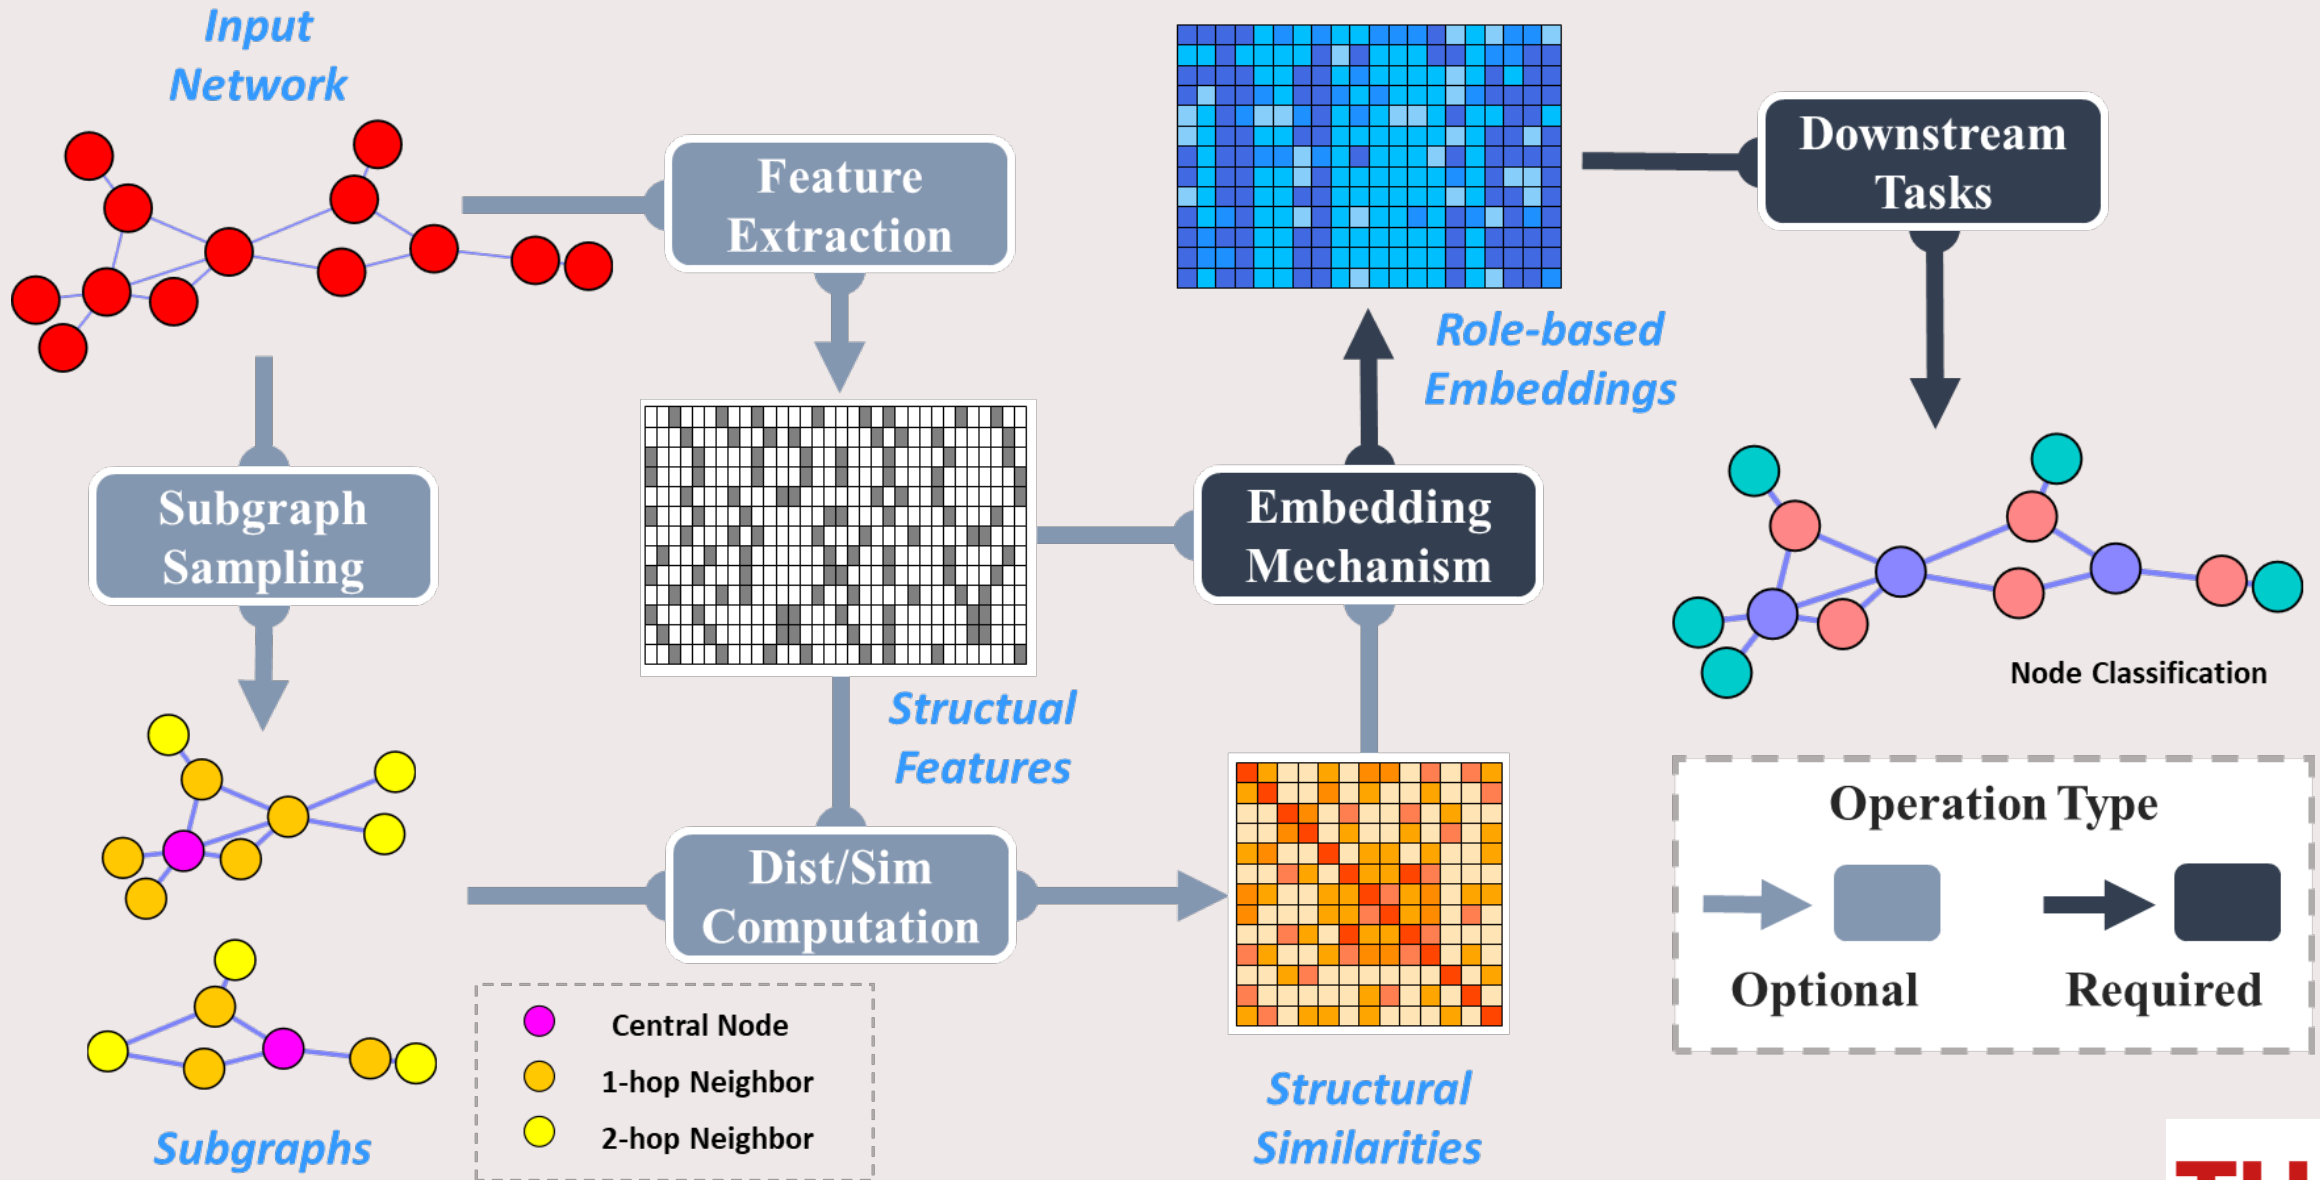 Input
Network
Feature
Extraction
Downstream
Tasks
Role-based
Embeddings
Subgraph
Sampling
Embedding
Mechanism
Structual
Features
Node Classification
Dist/Sim
Computation
Operation Type
Optional
Required
Central Node
1-hop Neighbor
2-hop Neighbor
Subgraphs
Structural
Similarities